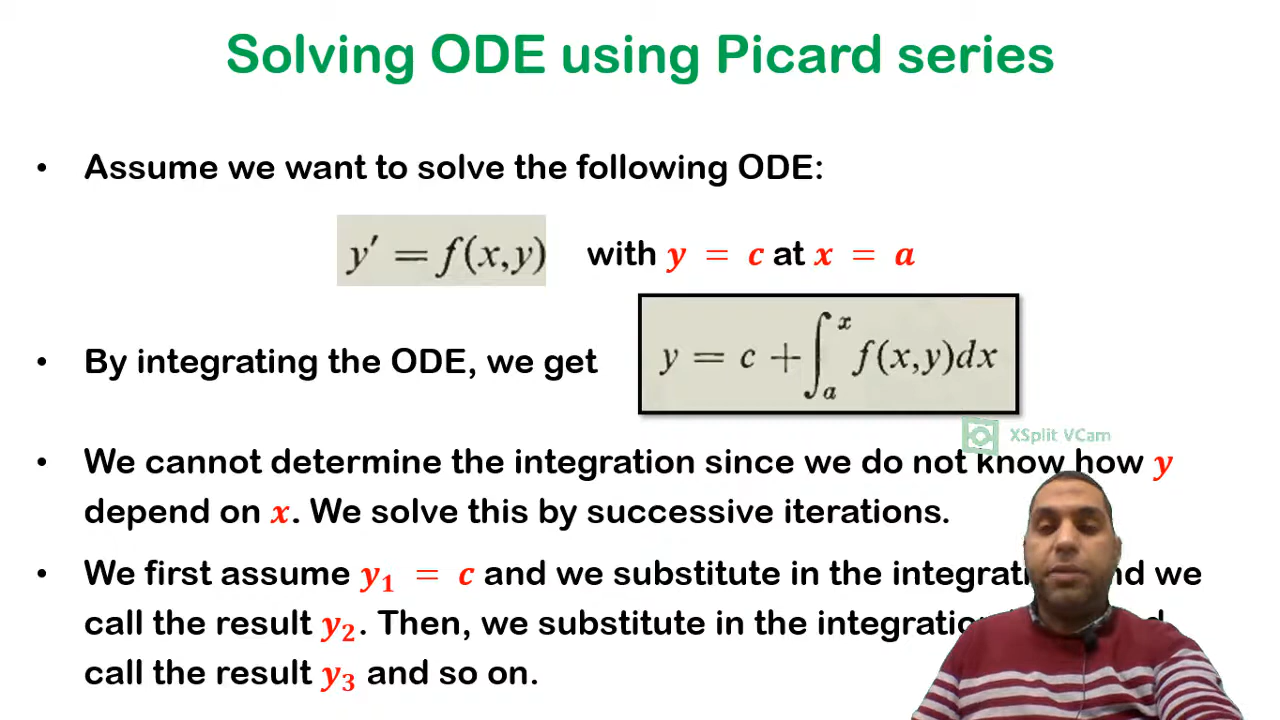 Solving ODE using Picard series
• Assume we want to solve the following ODE:
y′ = f(x,y) with y = c at x = a
• By integrating the ODE, we get y = c + ∫ₐˣ f(x,y)dx
XSplit VCam
• We cannot determine the integration since we do not know how y
depend on x. We solve this by successive iterations.
• We first assume y₁ = c and we substitute in the integrati nd we
call the result y₂. Then, we substitute in the integratio
call the result y₃ and so on.